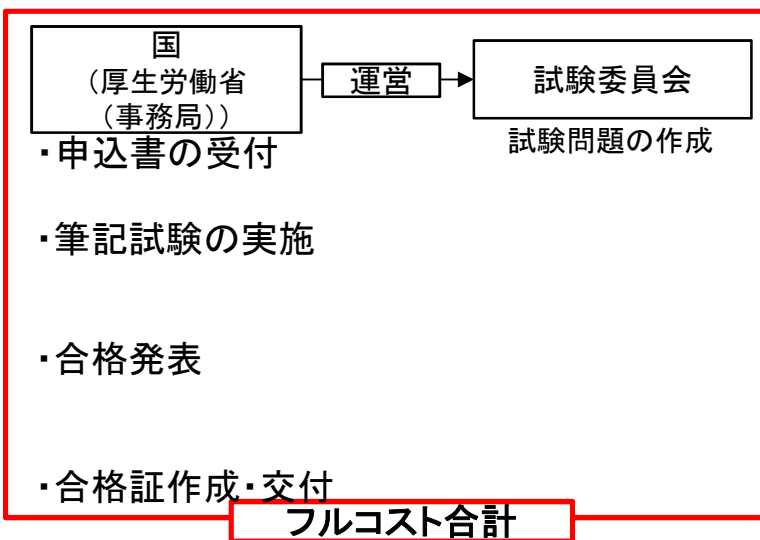 国
（厚生労働省
（事務局））
運営
試験委員会
試験問題の作成
・申込書の受付
・筆記試験の実施
・合格発表
・合格証作成・交付
フルコスト合計